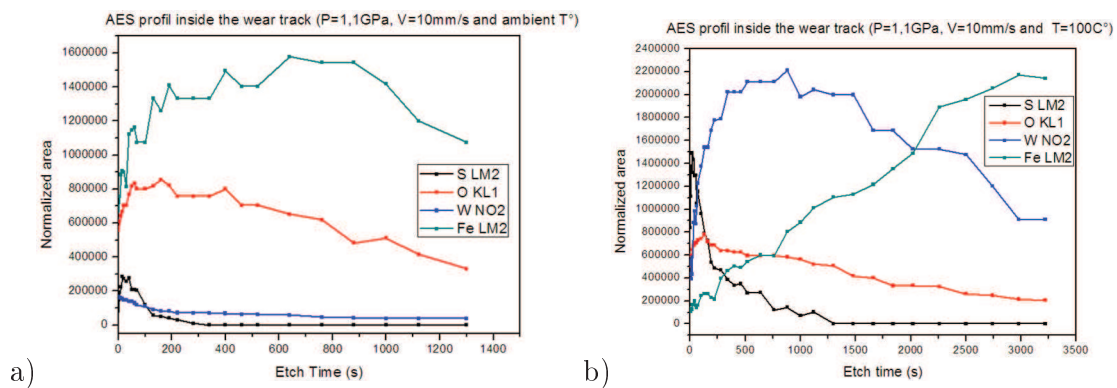 AES profil inside the wear track (P=1,1GPa, V=10mm/s and ambient T°)
1600000
1400000
1200000
1000000
800000
600000
400000
200000
0
Normalized area
S LM2
O KL1
W NO2
Fe LM2
0 200 400 600 800 1000 1200 1400
Etch Time (s)
a)
AES profil inside the wear track (P=1,1GPa, V=10mm/s and T=100C°)
2400000
2200000
2000000
1800000
1600000
1400000
1200000
1000000
800000
600000
400000
200000
0
Normalized area
S LM2
O KL1
W NO2
Fe LM2
0 500 1000 1500 2000 2500 3000 3500
Etch time (s)
b)